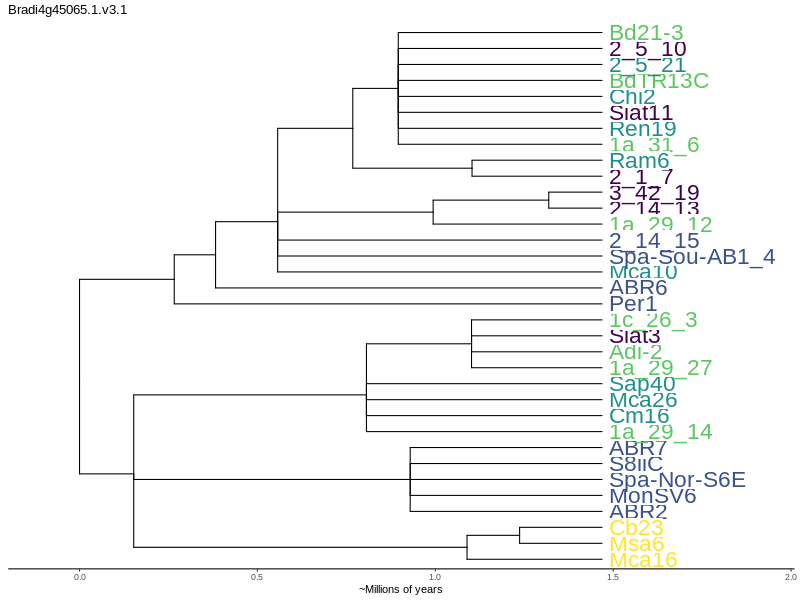 Bradi4g45065.1.v3.1
Bd21-3
2_5_10
2_5_21
BdTR13C
Chi2
Siat11
Ren19
1a_31_6
Ram6
2_1_7
3_42_19
2_14_13
1a_29_12
2_14_15
Spa-Sou-AB1_4
Mca10
ABR6
Per1
1c_26_3
Siat3
Adi-2
1a_29_27
Sap40
Mca26
Cm16
1a_29_14
ABR7
S8iiC
Spa-Nor-S6E
MonSV6
ABR2
Cb23
Msa6
Mca16
0.0 0.5 1.0 1.5 2.0
~Millions of years